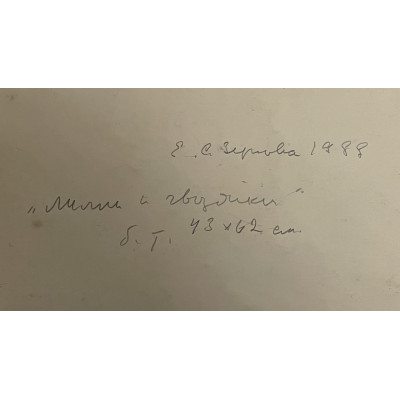 Е. С. Зернова 1988
„Лилии и гвоздики“
б. т. 43 x 62 см